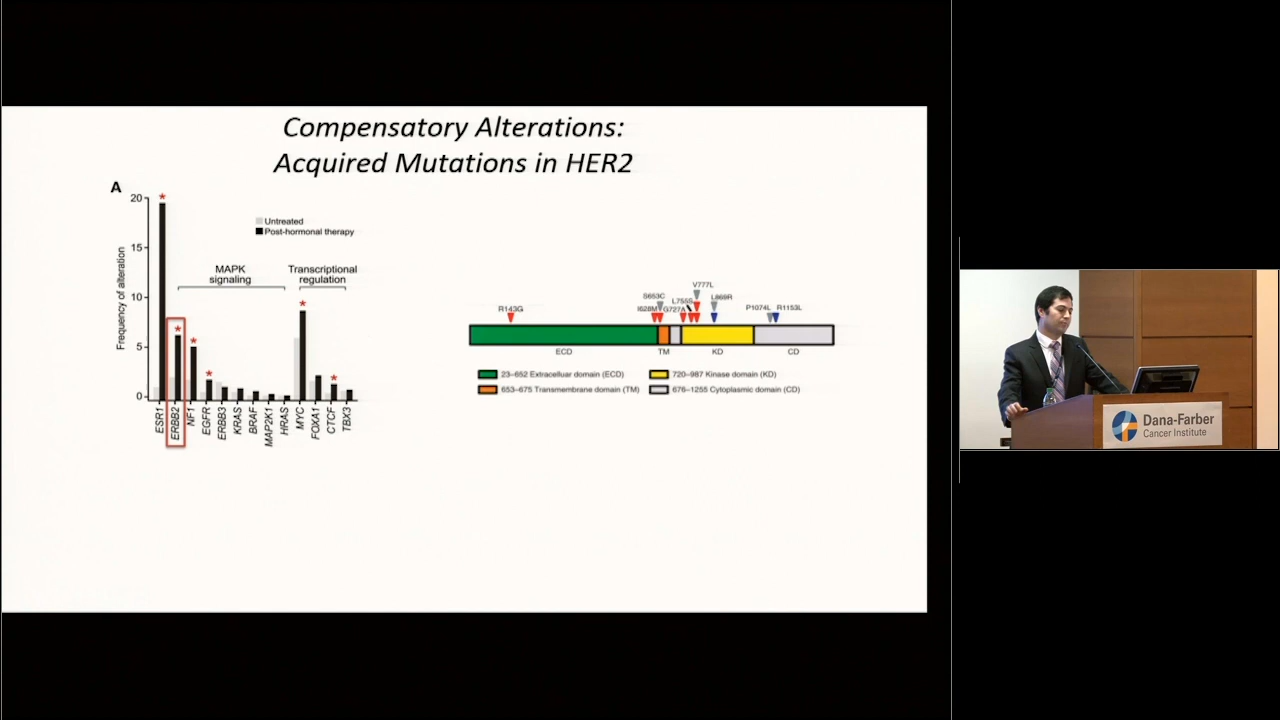 Compensatory Alterations:
Acquired Mutations in HER2
A
Frequency of alteration
20
15
10
5
0
Untreated
Post-hormonal therapy
MAPK
signaling
Transcriptional
regulation
*
*
*
*
*
*
ESR1
ERBB2
NF1
EGFR
ERBB3
KRAS
BRAF
MAP2K1
HRAS
MYC
FOXA1
CTCF
TBX3
V777L
S653C
L755S
L869R
R143G
I628M
G727A
P1074L
R1153L
ECD
TM
KD
CD
23–652 Extracelluar domain (ECD)
720–987 Kinase domain (KD)
653–675 Transmembrane domain (TM)
676–1255 Cytoplasmic domain (CD)
Dana-Farber
Cancer Institute